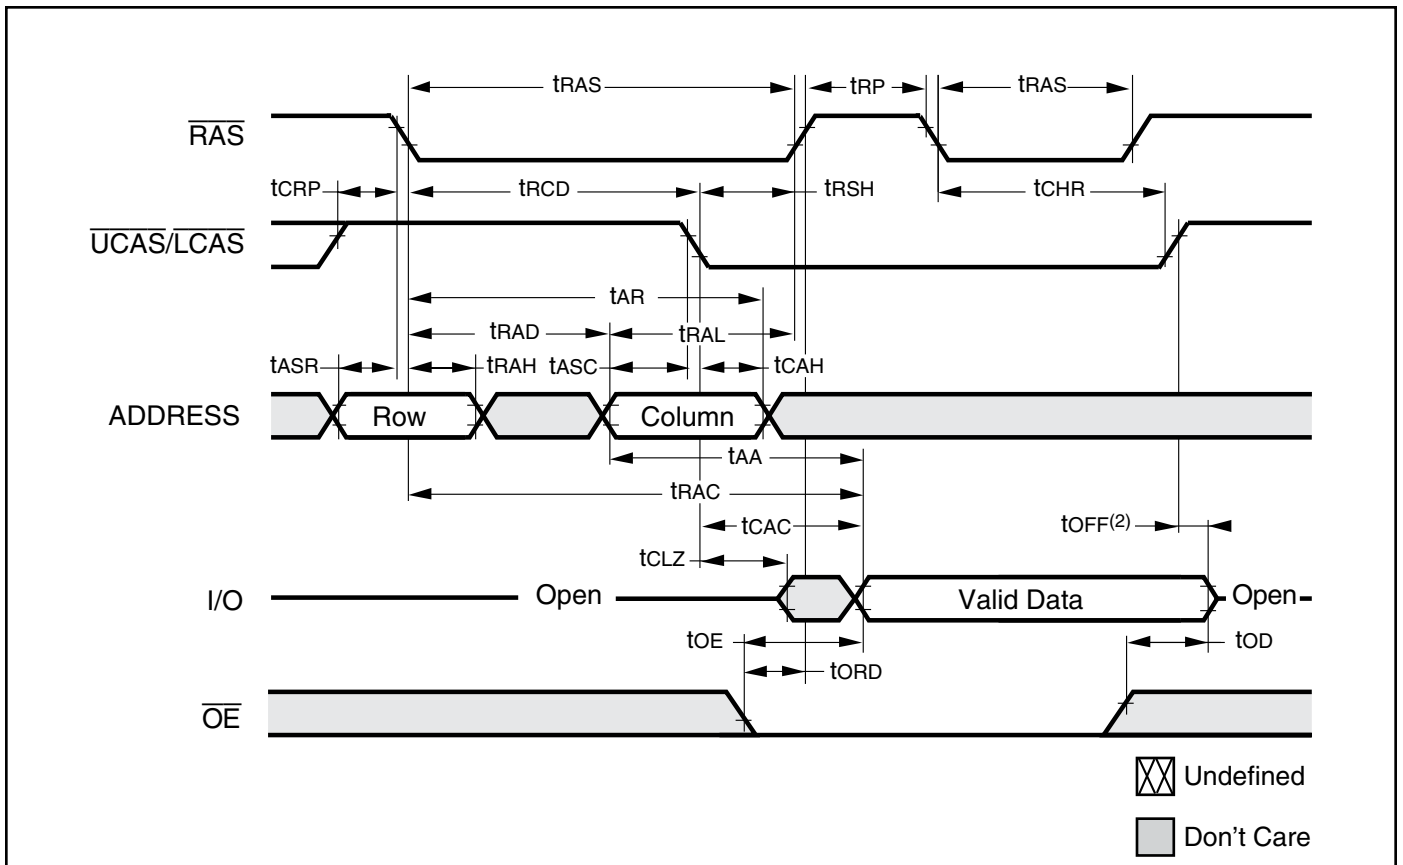 tRAS tRP tRAS
RAS
tCRP tRCD tRSH tCHR
UCAS/LCAS
tAR
tRAD tRAL
tASR tRAH tASC tCAH
ADDRESS Row Column
tAA
tRAC
tCAC tOFF(2)
tCLZ
I/O Open Valid Data Open
tOE tOD
tORD
OE
Undefined
Don't Care